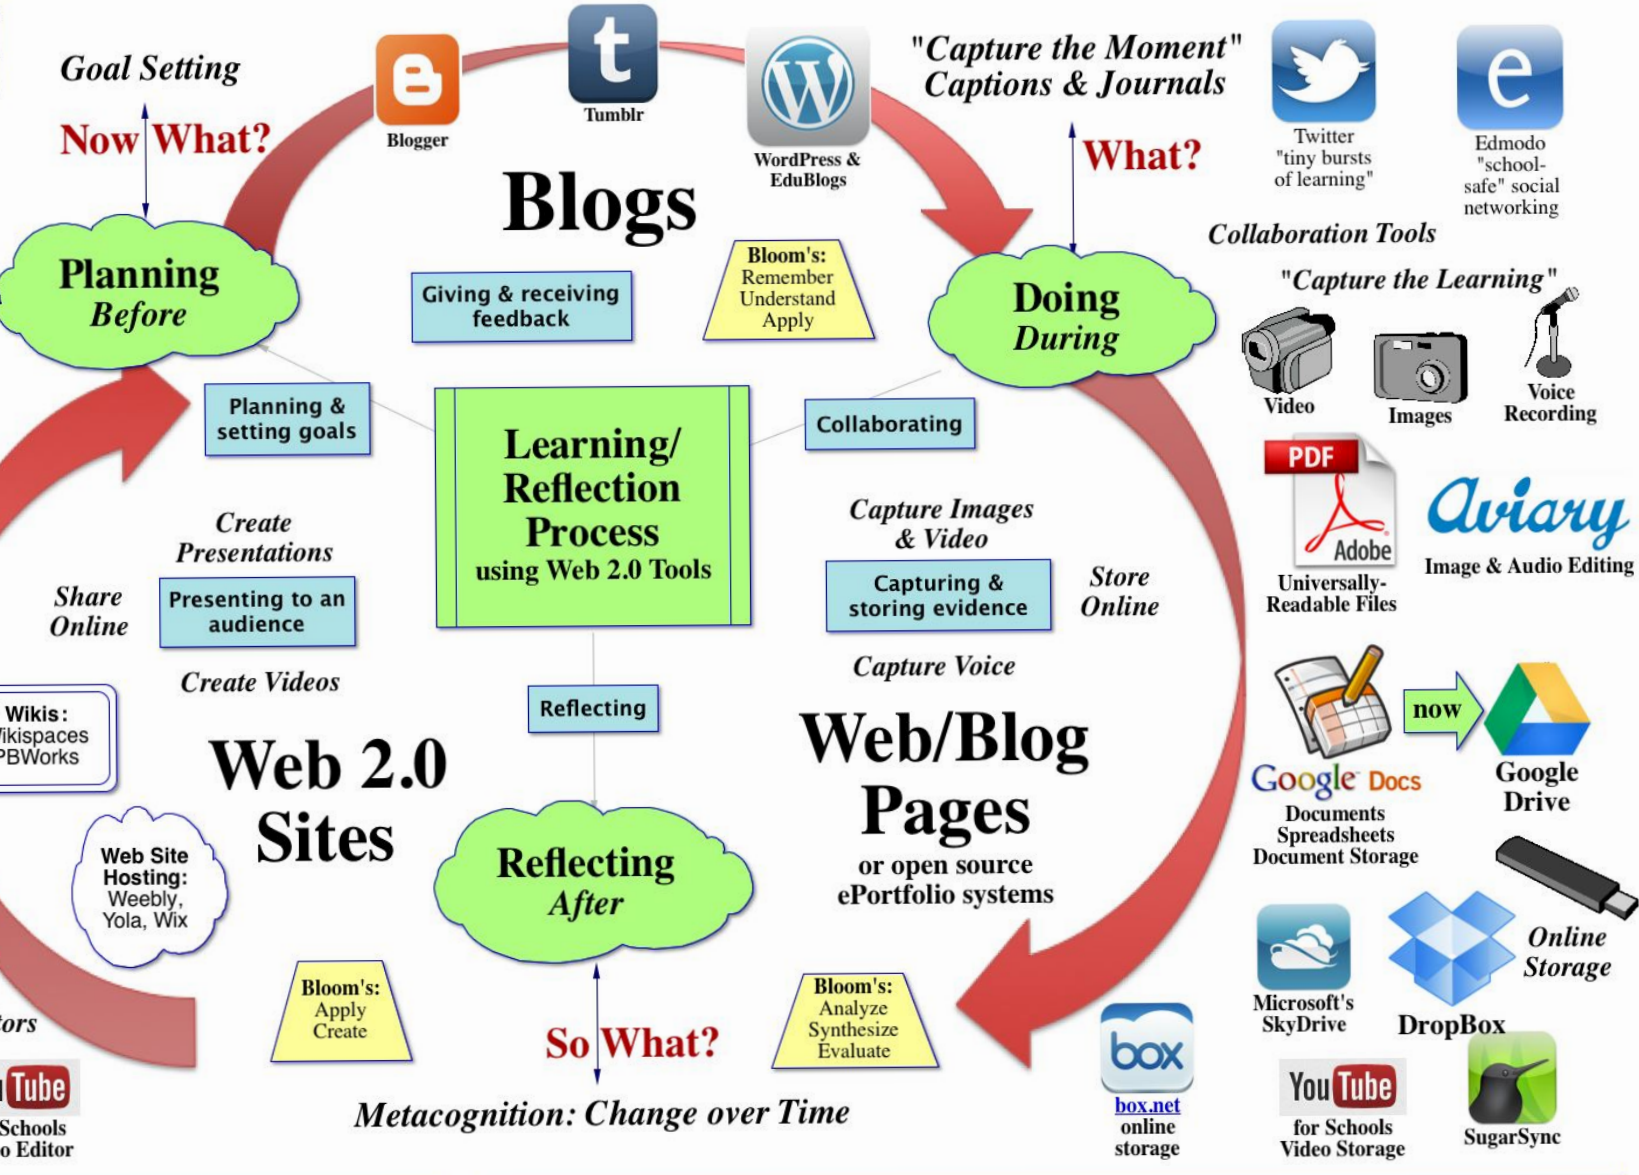 Goal Setting
Now What?
Planning
Before
Blogger
Tumblr
WordPress &
EduBlogs
Blogs
"Capture the Moment"
Captions & Journals
What?
Twitter
"tiny bursts
of learning"
Edmodo
"school-
safe" social
networking
Collaboration Tools
"Capture the Learning"
Giving & receiving
feedback
Bloom's:
Remember
Understand
Apply
Doing
During
Video
Images
Voice
Recording
Planning &
setting goals
Learning/
Reflection
Process
using Web 2.0 Tools
Collaborating
PDF
Adobe
Universally-
Readable Files
Aviary
Image & Audio Editing
Create
Presentations
Share
Online
Presenting to an
audience
Create Videos
Capture Images
& Video
Capturing &
storing evidence
Store
Online
Capture Voice
Reflecting
Wikis:
ikispaces
PBWorks
Web 2.0
Sites
Web Site
Hosting:
Weebly,
Yola, Wix
Web/Blog
Pages
or open source
ePortfolio systems
Google Docs
Documents
Spreadsheets
Document Storage
now
Google
Drive
Reflecting
After
Online
Storage
Microsoft's
SkyDrive
DropBox
Bloom's:
Apply
Create
So What?
Bloom's:
Analyze
Synthesize
Evaluate
Metacognition: Change over Time
box
box.net
online
storage
YouTube
for Schools
Video Storage
SugarSync
tors
Tube
Schools
o Editor